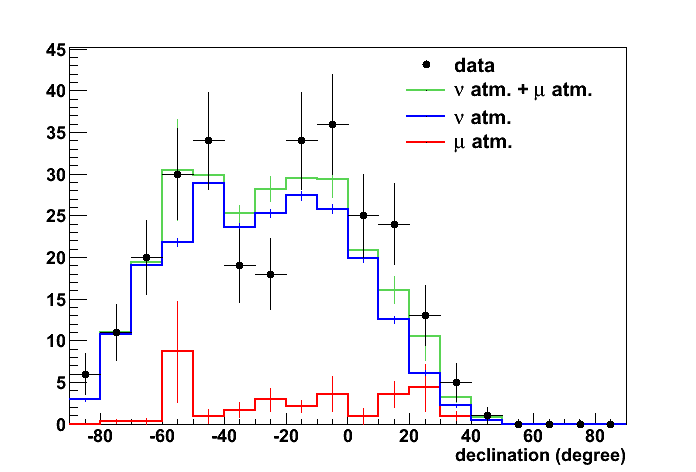 45
40
35
30
25
20
15
10
5
0
data
ν atm. + μ atm.
ν atm.
μ atm.
-80 -60 -40 -20 0 20 40 60 80
declination (degree)